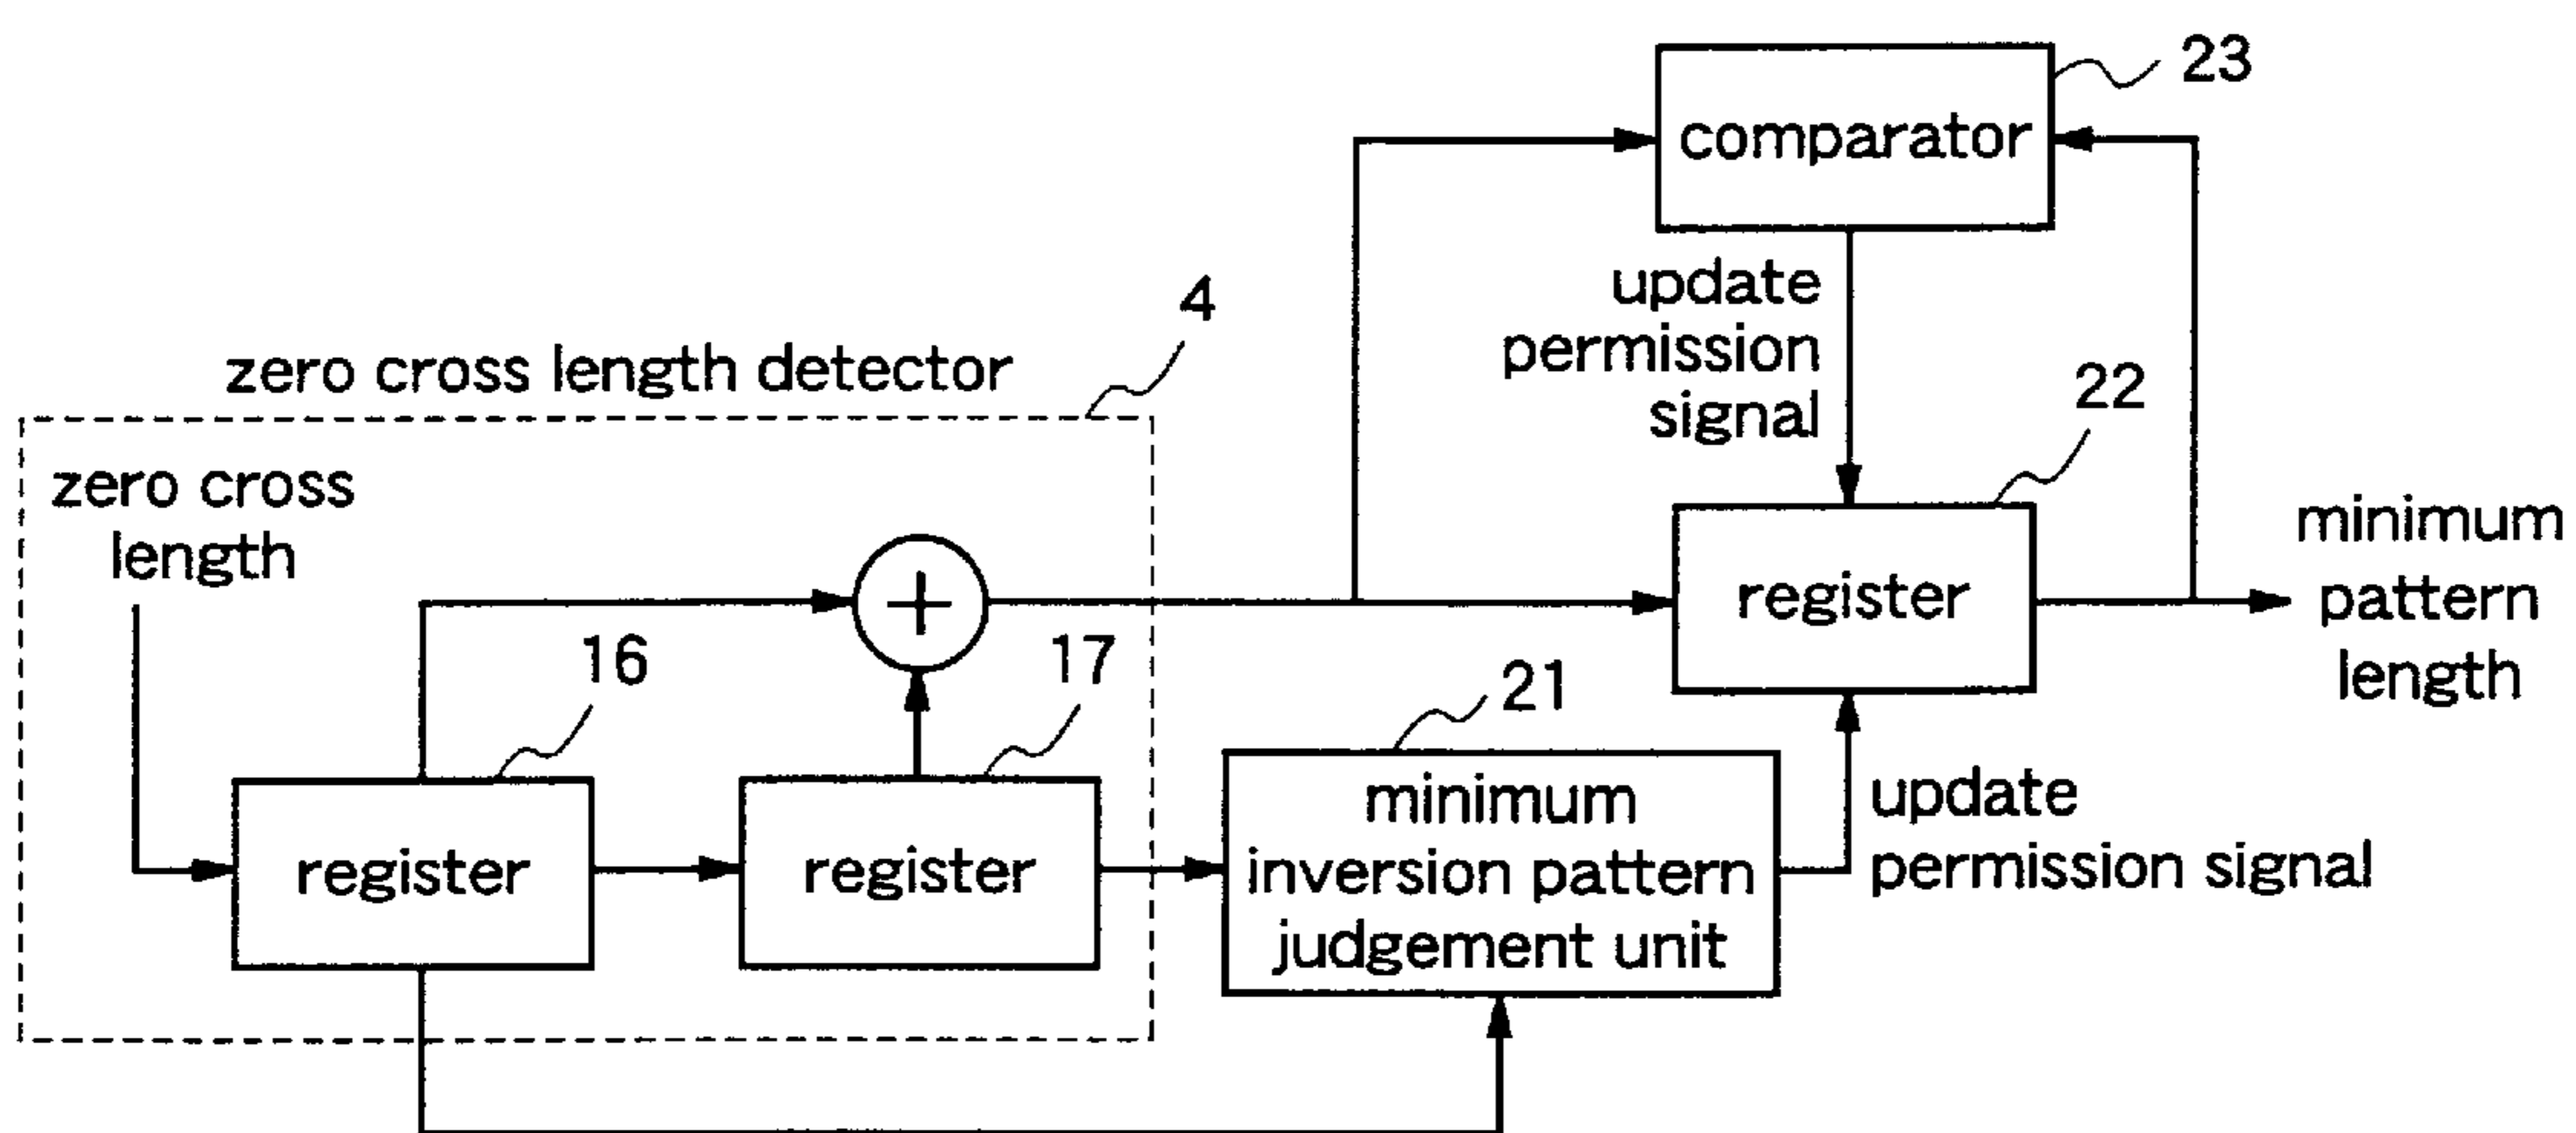 23
comparator
update
permission
signal
4
zero cross length detector
22
zero cross
length
minimum
pattern
length
+
register
16
17
21
register
register
minimum
inversion pattern
judgement unit
update
permission signal